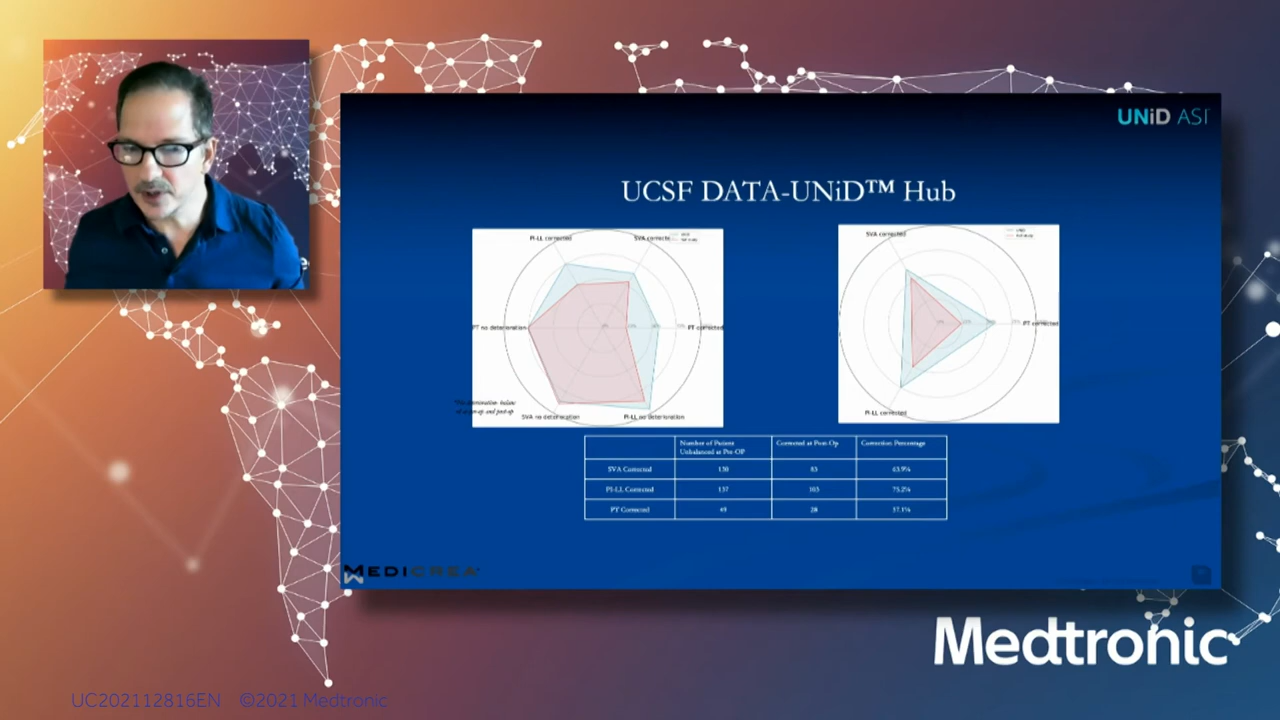 UNiD ASI
UCSF DATA-UNiD™ Hub
PI-LL corrected
SVA corrected
PT no deterioration
PT corrected
SVA no deterioration
PI-LL no deterioration
SVA corrected
PT corrected
PI-LL corrected
Number of Patient Unbalanced at Pre-OP
Corrected at Post-Op
Correction Percentage
SVA Corrected 130 83 63.9%
PI-LL Corrected 137 103 75.2%
PT Corrected 49 28 57.1%
MEDICREA
Medtronic
UC202112816EN ©2021 Medtronic